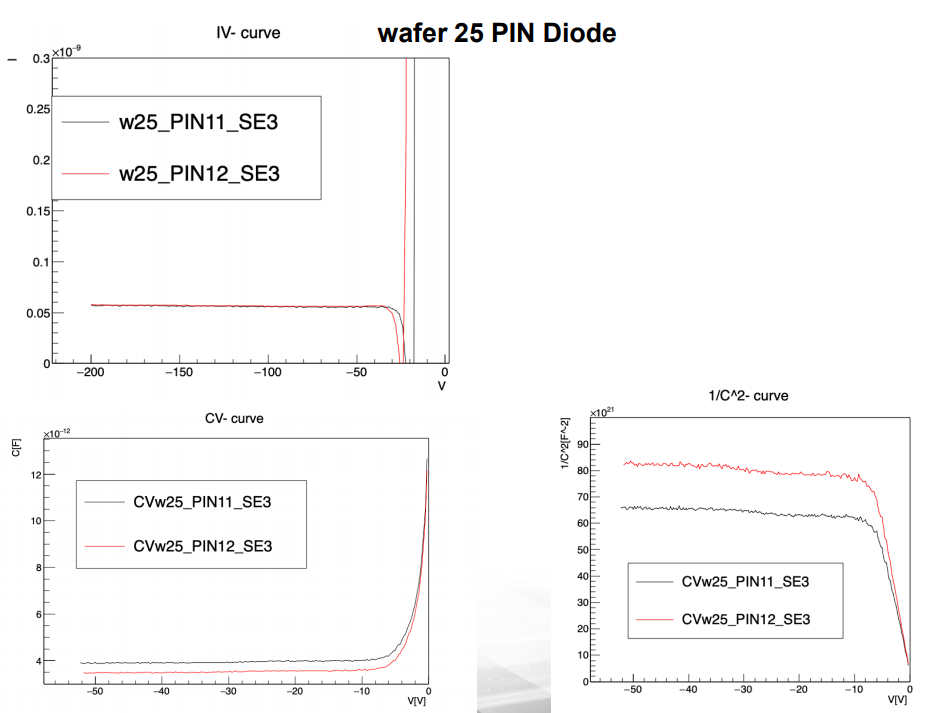 wafer 25 PIN Diode
IV- curve
I
×10⁻⁹
0.3
0.25
0.2
0.15
0.1
0.05
0
w25_PIN11_SE3
w25_PIN12_SE3
−200 −150 −100 −50 0
V
CV- curve
C[F]
×10⁻¹²
12
10
8
6
4
CVw25_PIN11_SE3
CVw25_PIN12_SE3
−50 −40 −30 −20 −10 0
V[V]
1/C^2- curve
1/C^2[F^-2]
×10²¹
90
80
70
60
50
40
30
20
10
0
CVw25_PIN11_SE3
CVw25_PIN12_SE3
−50 −40 −30 −20 −10 0
V[V]